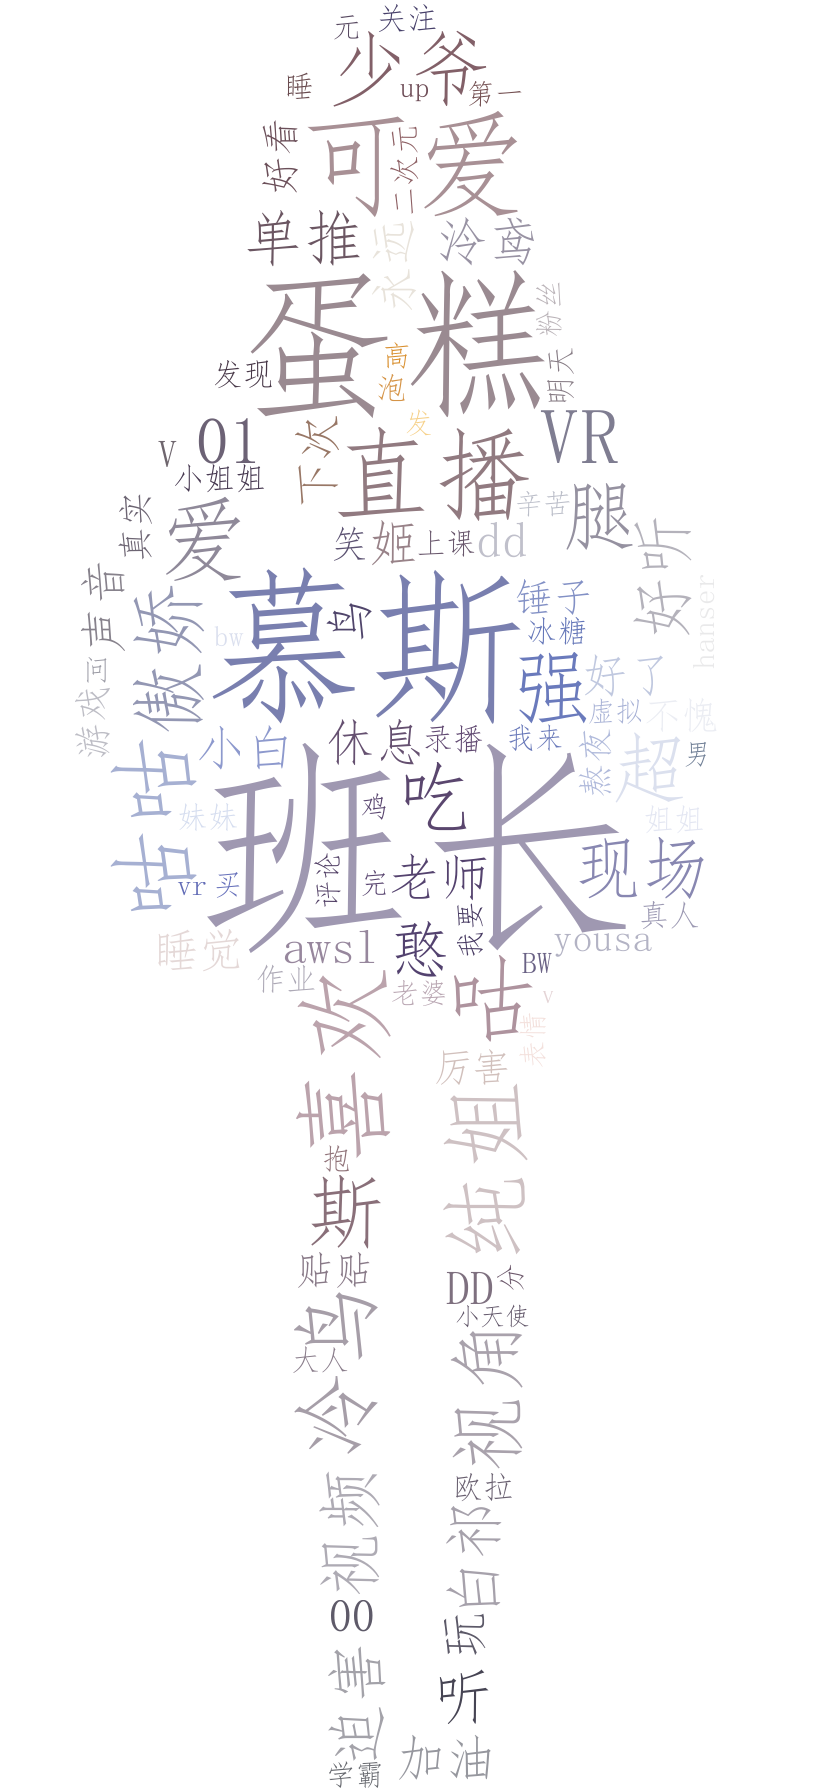 元
关注
少爷
睡
up
第一
好看
可爱
二次元
单推
永远
泠鸢
蛋糕
粉丝
发现
高
泡
明天
发
V
01
下次
直播
VR
小姐姐
真实
爱
辛苦
腿
笑
姬
上课
dd
好听
声音
傲娇
慕斯
鸟
锤子
冰糖
hanser
bw
强
好了
游戏
问
虚拟
不愧
小白
休息
录播
我来
咕咕
熬夜
超
男
班长
吃
鸡
妹妹
姐姐
vr
买
评论
完
老师
现场
我要
真人
睡觉
awsl
憨
BW
yousa
作业
老婆
喜欢
咕
v
表情
厉害
纯姐
抱
斯
贴贴
DD
分
小天使
冷鸟
大人
视角
视频
欧拉
白祁
00
玩
迫害
听
加油
学霸